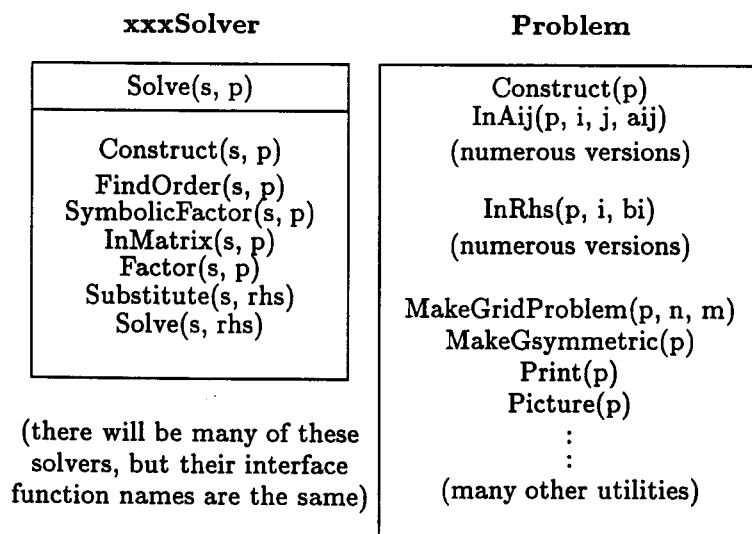 xxxSolver
Solve(s, p)
Construct(s, p)
FindOrder(s, p)
SymbolicFactor(s, p)
InMatrix(s, p)
Factor(s, p)
Substitute(s, rhs)
Solve(s, rhs)
(there will be many of these
solvers, but their interface
function names are the same)
Problem
Construct(p)
InAij(p, i, j, aij)
(numerous versions)
InRhs(p, i, bi)
(numerous versions)
MakeGridProblem(p, n, m)
MakeGsymmetric(p)
Print(p)
Picture(p)
:
:
(many other utilities)